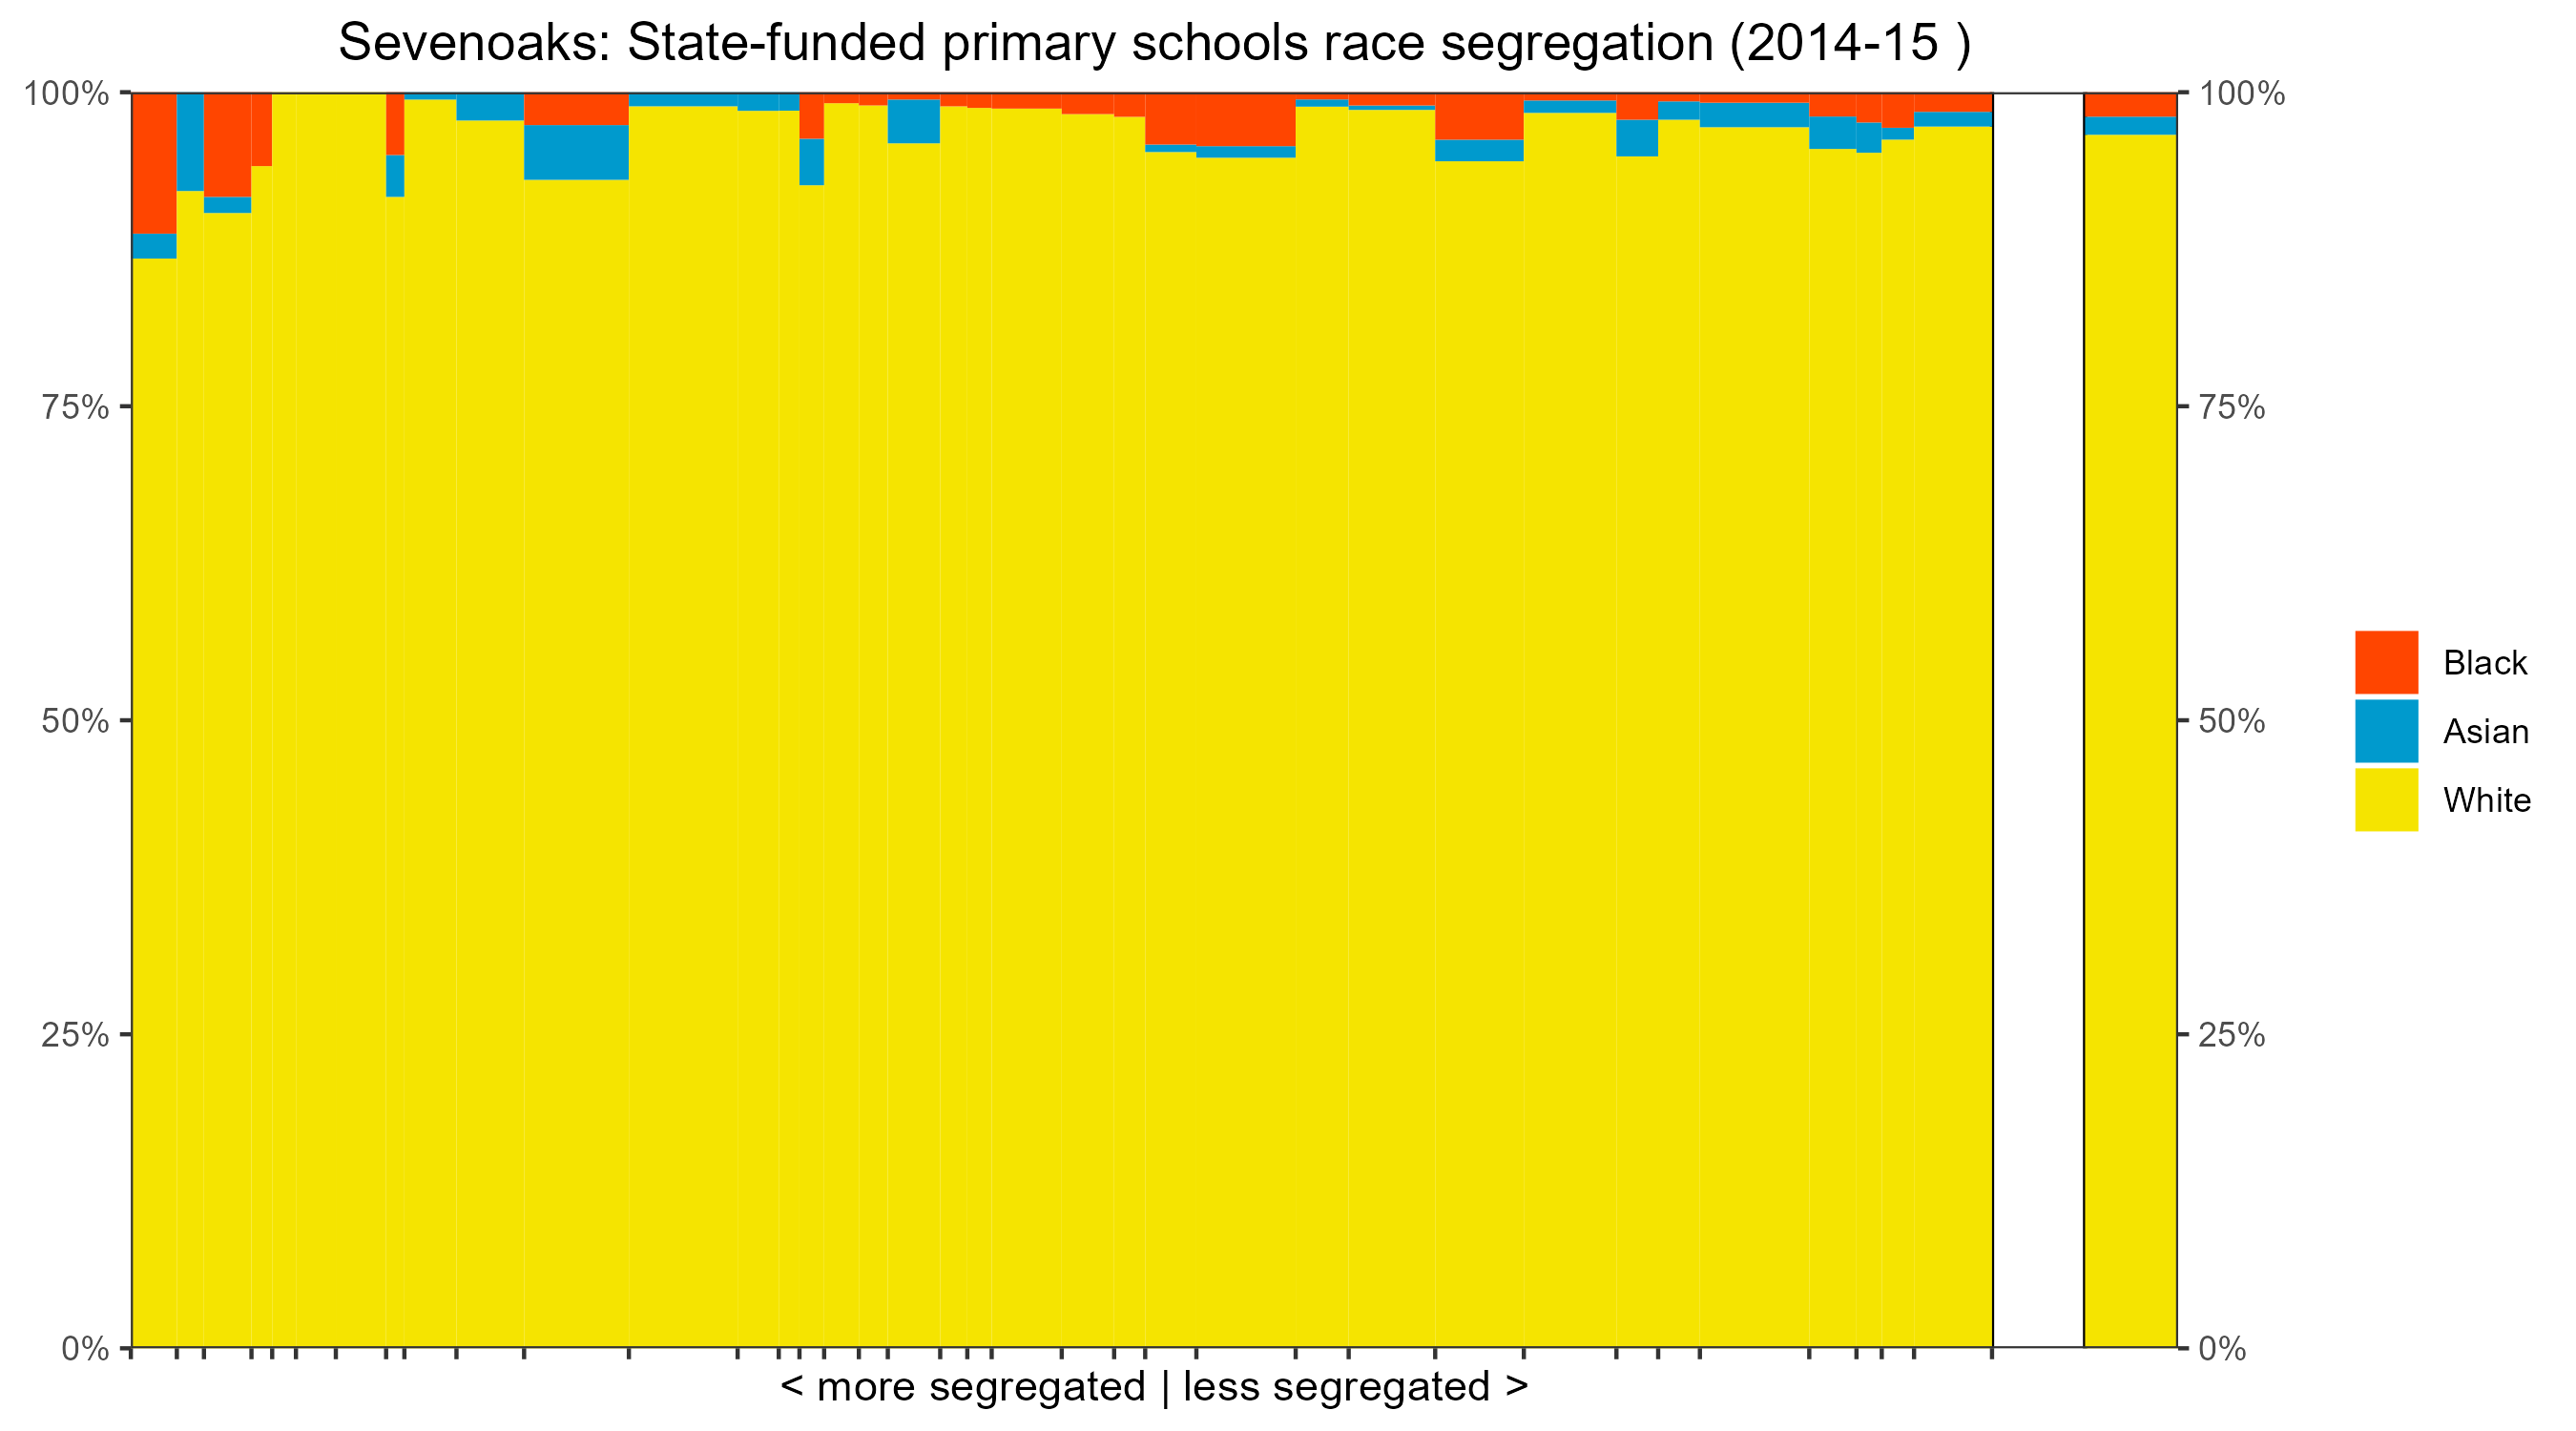 Sevenoaks: State-funded primary schools race segregation (2014-15 )
100%
75%
50%
25%
0%
100%
75%
50%
25%
0%
Black
Asian
White
< more segregated | less segregated >